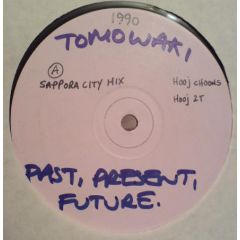 1990
TOMOWAKI
A
SAPPORA CITY MIX
HOOJ CHOONS
HOOJ 2T
PAST, PRESENT,
FUTURE.